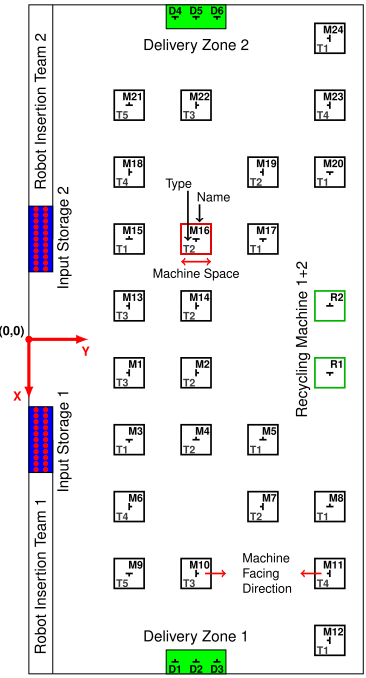 D4 D5 D6
Delivery Zone 2
M24
T1
Robot Insertion Team 2
M21
T5
M22
T3
M23
T4
M18
T4
M19
T2
M20
T1
Type
Name
Input Storage 2
M15
T1
M16
T2
M17
T1
Machine Space
Recycling Machine 1+2
M13
T3
M14
T2
R2
(0,0)
Y
X
M1
T3
M2
T2
R1
Input Storage 1
M3
T1
M4
T2
M5
T1
M6
T4
M7
T2
M8
T1
Robot Insertion Team 1
M9
T5
M10
T3
Machine
Facing
Direction
M11
T4
Delivery Zone 1
M12
T1
D1 D2 D3